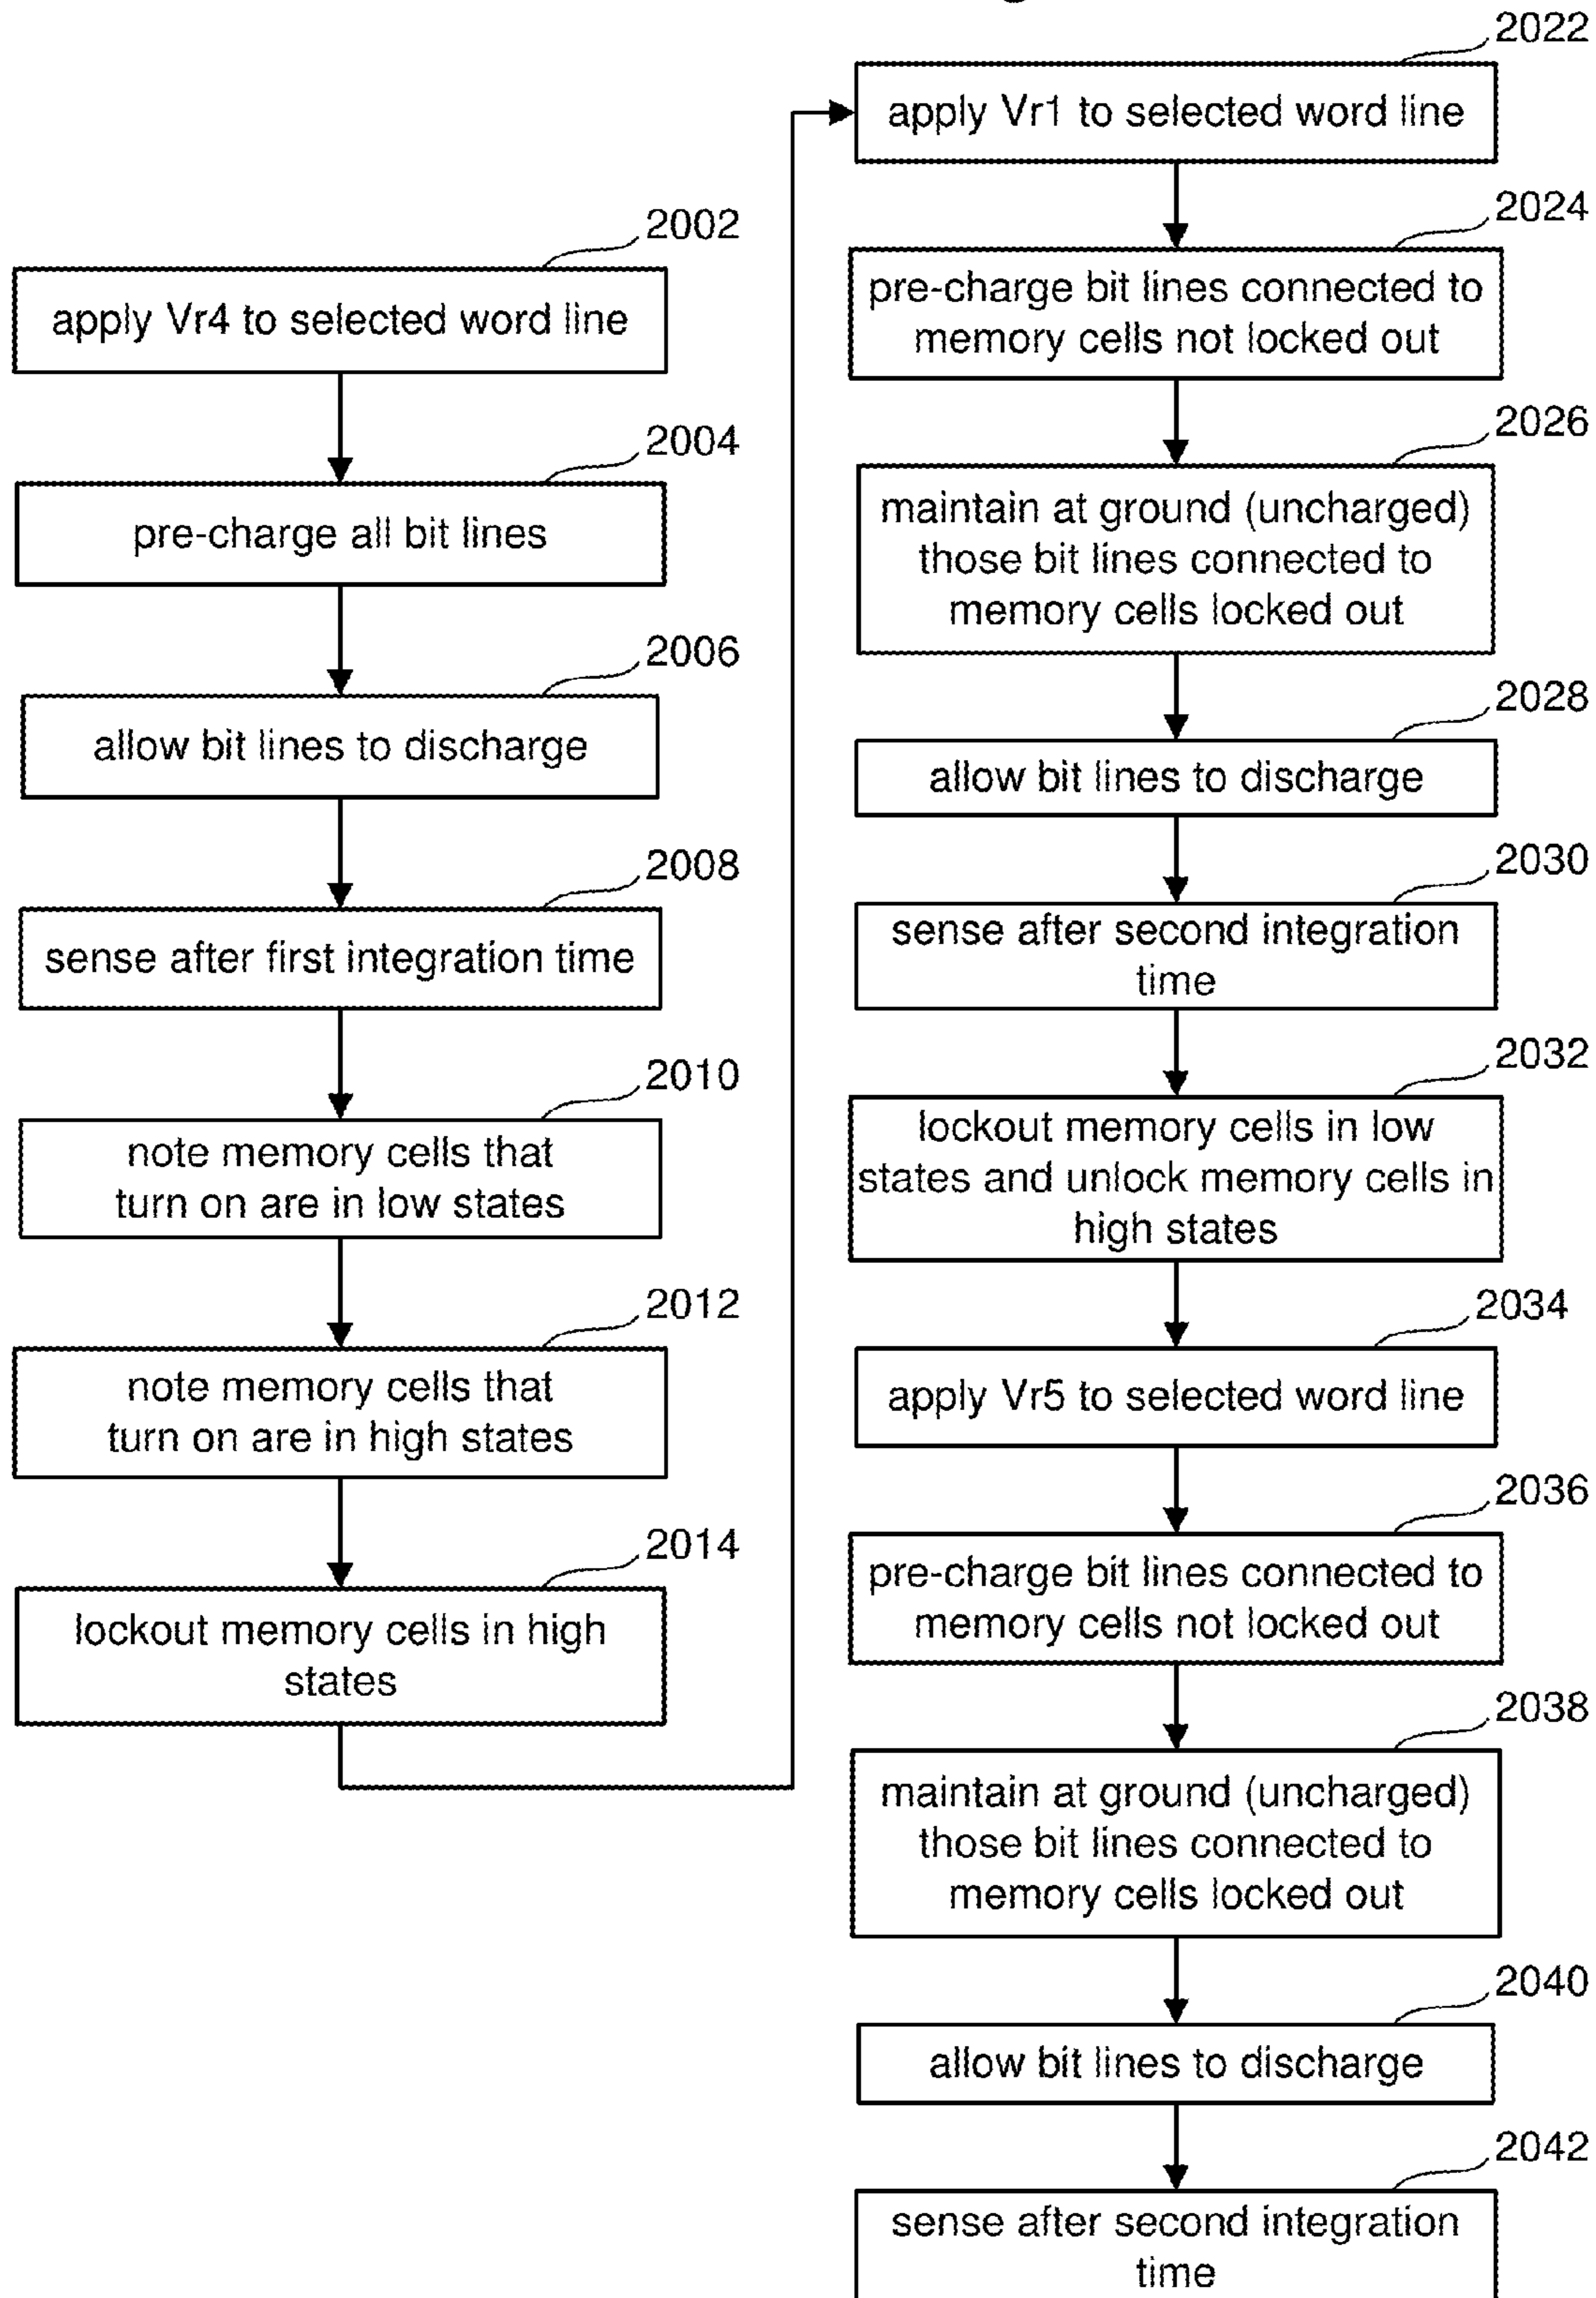 2002
apply Vr4 to selected word line
2004
pre-charge all bit lines
2006
allow bit lines to discharge
2008
sense after first integration time
2010
note memory cells that
turn on are in low states
2012
note memory cells that
turn on are in high states
2014
lockout memory cells in high
states
2022
apply Vr1 to selected word line
2024
pre-charge bit lines connected to
memory cells not locked out
2026
maintain at ground (uncharged)
those bit lines connected to
memory cells locked out
2028
allow bit lines to discharge
2030
sense after second integration
time
2032
lockout memory cells in low
states and unlock memory cells in
high states
2034
apply Vr5 to selected word line
2036
pre-charge bit lines connected to
memory cells not locked out
2038
maintain at ground (uncharged)
those bit lines connected to
memory cells locked out
2040
allow bit lines to discharge
2042
sense after second integration
time